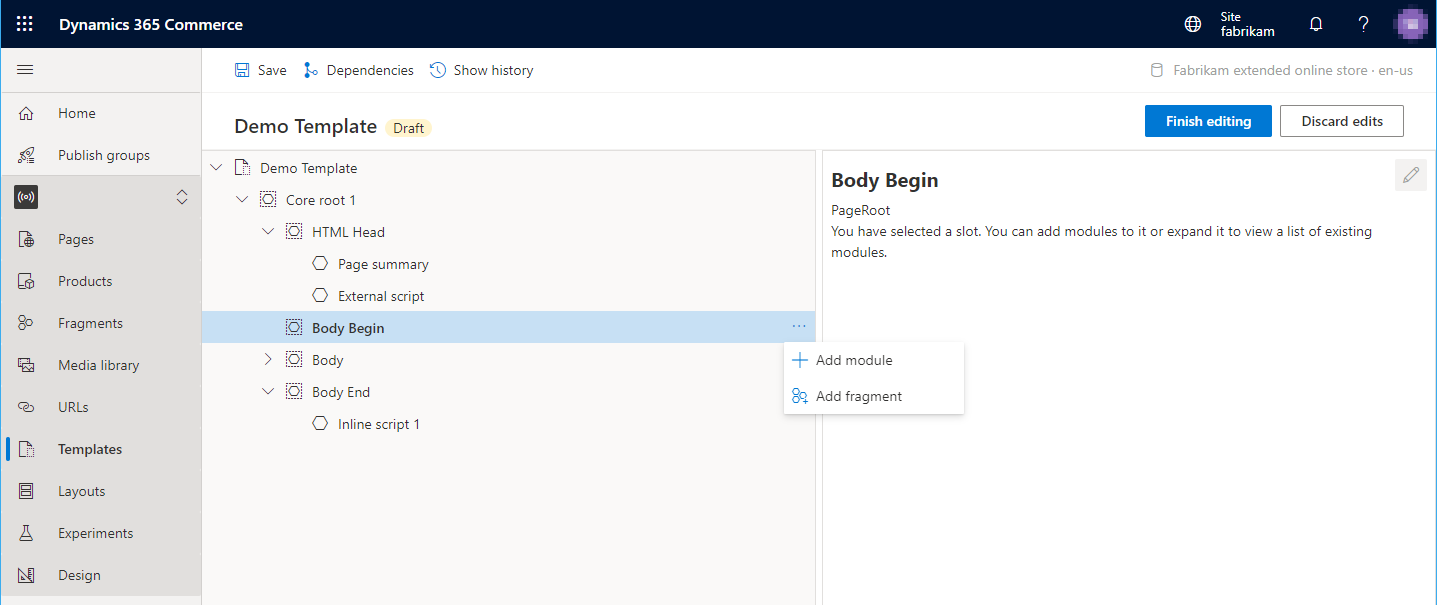 Dynamics 365 Commerce
Site
fabrikam
?
Save
Dependencies
Show history
Fabrikam extended online store · en-us
Home
Publish groups
Pages
Products
Fragments
Media library
URLs
Templates
Layouts
Experiments
Design
Demo Template
Draft
Finish editing
Discard edits
Demo Template
Core root 1
HTML Head
Page summary
External script
Body Begin
...
Body
Body End
Inline script 1
Add module
Add fragment
Body Begin
PageRoot
You have selected a slot. You can add modules to it or expand it to view a list of existing
modules.